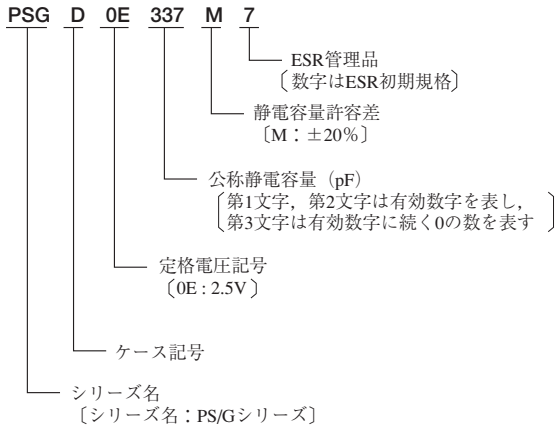 PSG D 0E 337 M 7
ESR管理品
〔数字はESR初期規格〕
静電容量許容差
〔M：±20％〕
公称静電容量（pF）
第1文字，第2文字は有効数字を表し，
第3文字は有効数字に続く0の数を表す
定格電圧記号
〔0E : 2.5V〕
ケース記号
シリーズ名
〔シリーズ名：PS/Gシリーズ〕